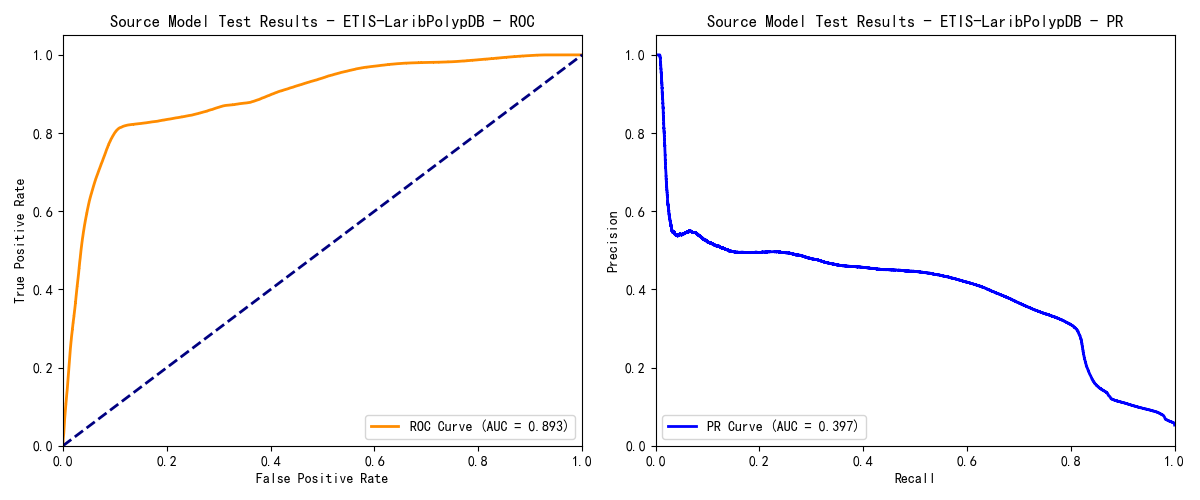 Source Model Test Results - ETIS-LaribPolypDB - ROC
1.0
0.8
0.6
0.4
0.2
0.0
True Positive Rate
0.0 0.2 0.4 0.6 0.8 1.0
False Positive Rate
ROC Curve (AUC = 0.893)
Source Model Test Results - ETIS-LaribPolypDB - PR
1.0
0.8
0.6
0.4
0.2
0.0
Precision
0.0 0.2 0.4 0.6 0.8 1.0
Recall
PR Curve (AUC = 0.397)